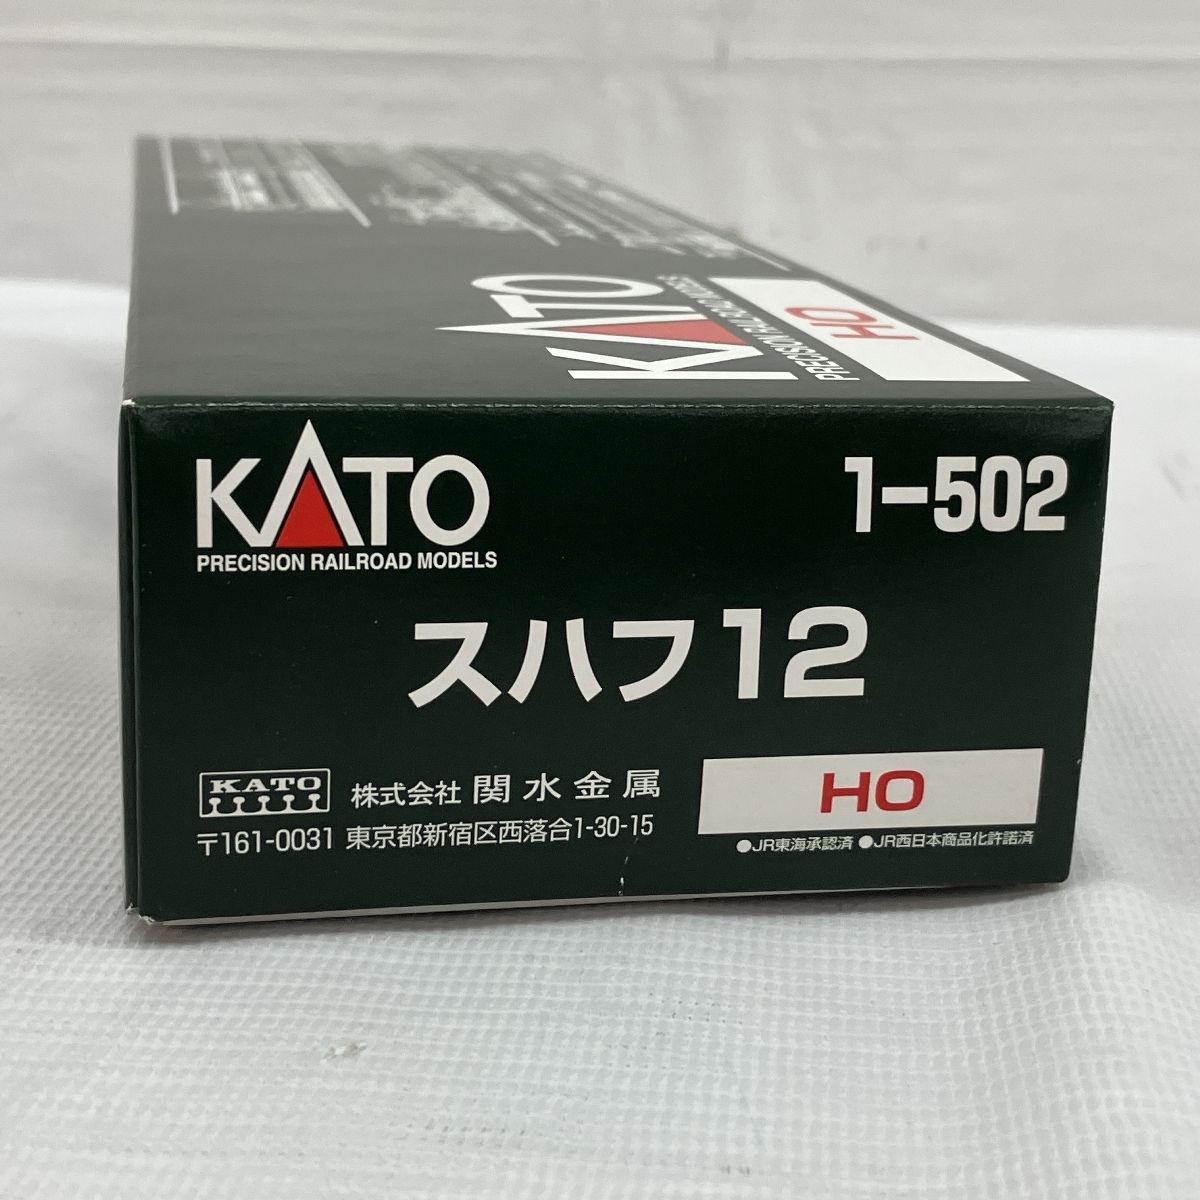 HO
KATO
PRECISION RAILROAD MODELS
KATO
PRECISION RAILROAD MODELS
1-502
スハフ12
KATO
株式会社 関水金属
〒161-0031 東京都新宿区西落合1-30-15
HO
●JR東海承認済 ●JR西日本商品化許諾済